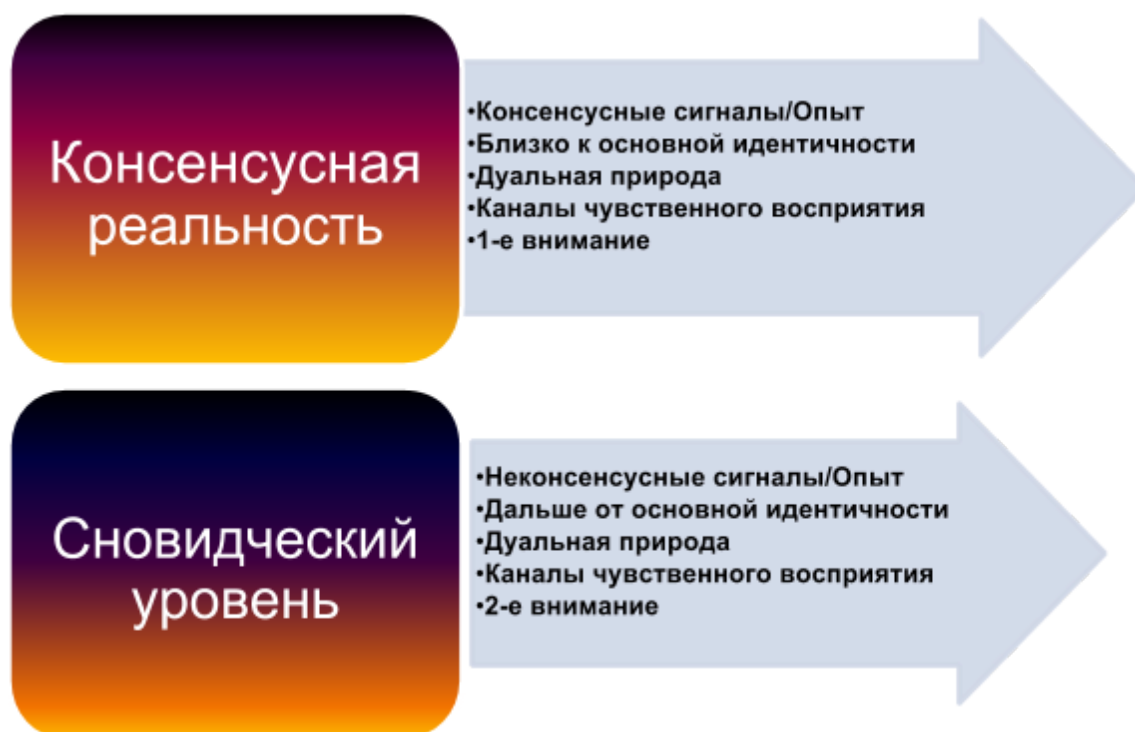 Консенсусная
реальность
•Консенсусные сигналы/Опыт
•Близко к основной идентичности
•Дуальная природа
•Каналы чувственного восприятия
•1-е внимание
Сновидческий
уровень
•Неконсенсусные сигналы/Опыт
•Дальше от основной идентичности
•Дуальная природа
•Каналы чувственного восприятия
•2-е внимание